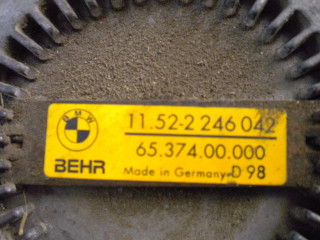 BMW
11.52-2 246 042
65.374.00.000
BEHR
Made in Germany D 98